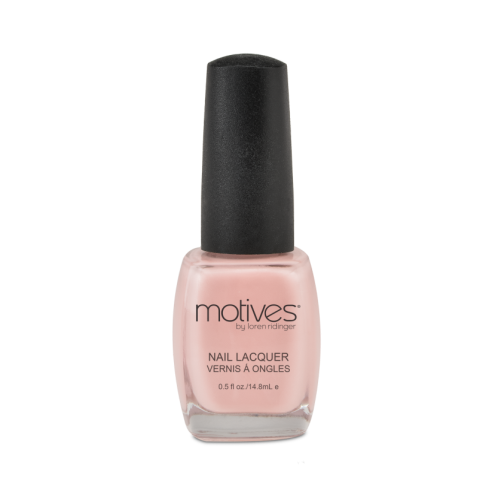 motives®
by loren ridinger
NAIL LACQUER
VERNIS Á ONGLES
0.5 fl oz./14.8mL e